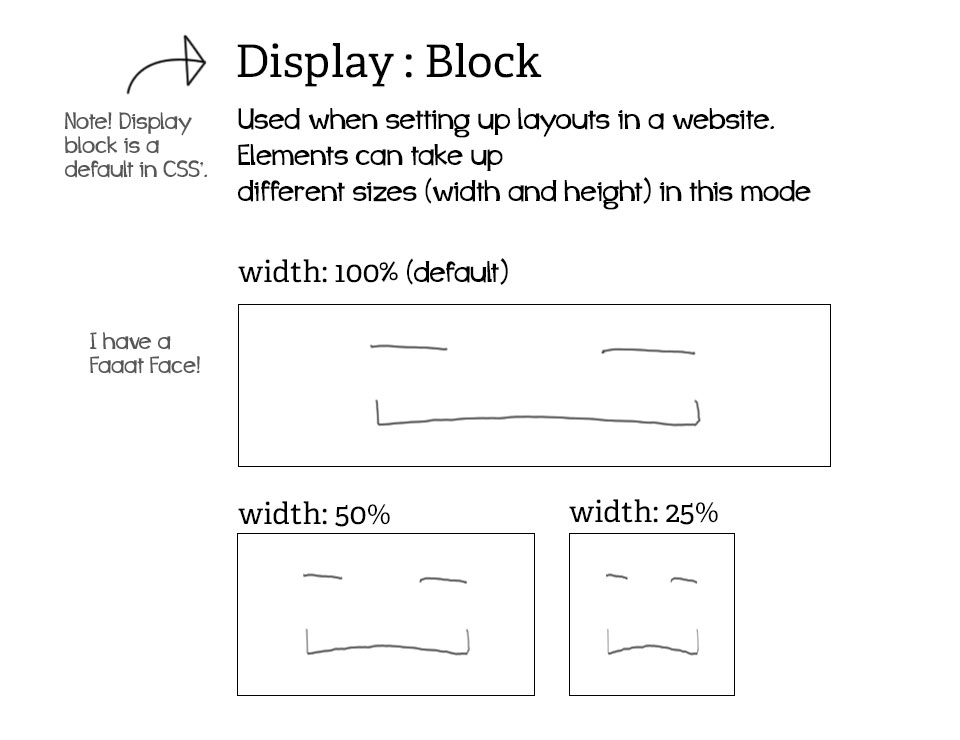 Display : Block
Note! Display
block is a
default in CSS'.
Used when setting up layouts in a website.
Elements can take up
different sizes (width and height) in this mode
width: 100% (default)
I have a
Faaat Face!
width: 50%
width: 25%